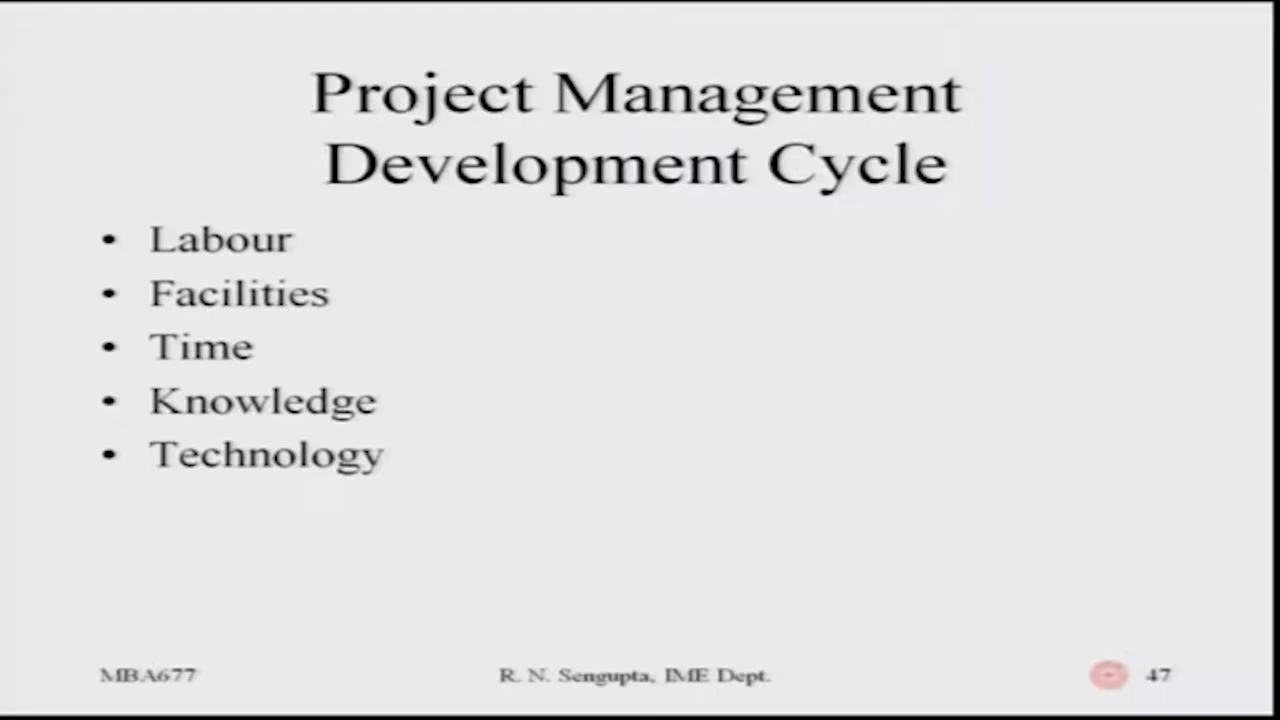 Project Management
Development Cycle
• Labour
• Facilities
• Time
• Knowledge
• Technology
MBA677 R. N. Sengupta, IME Dept. 47